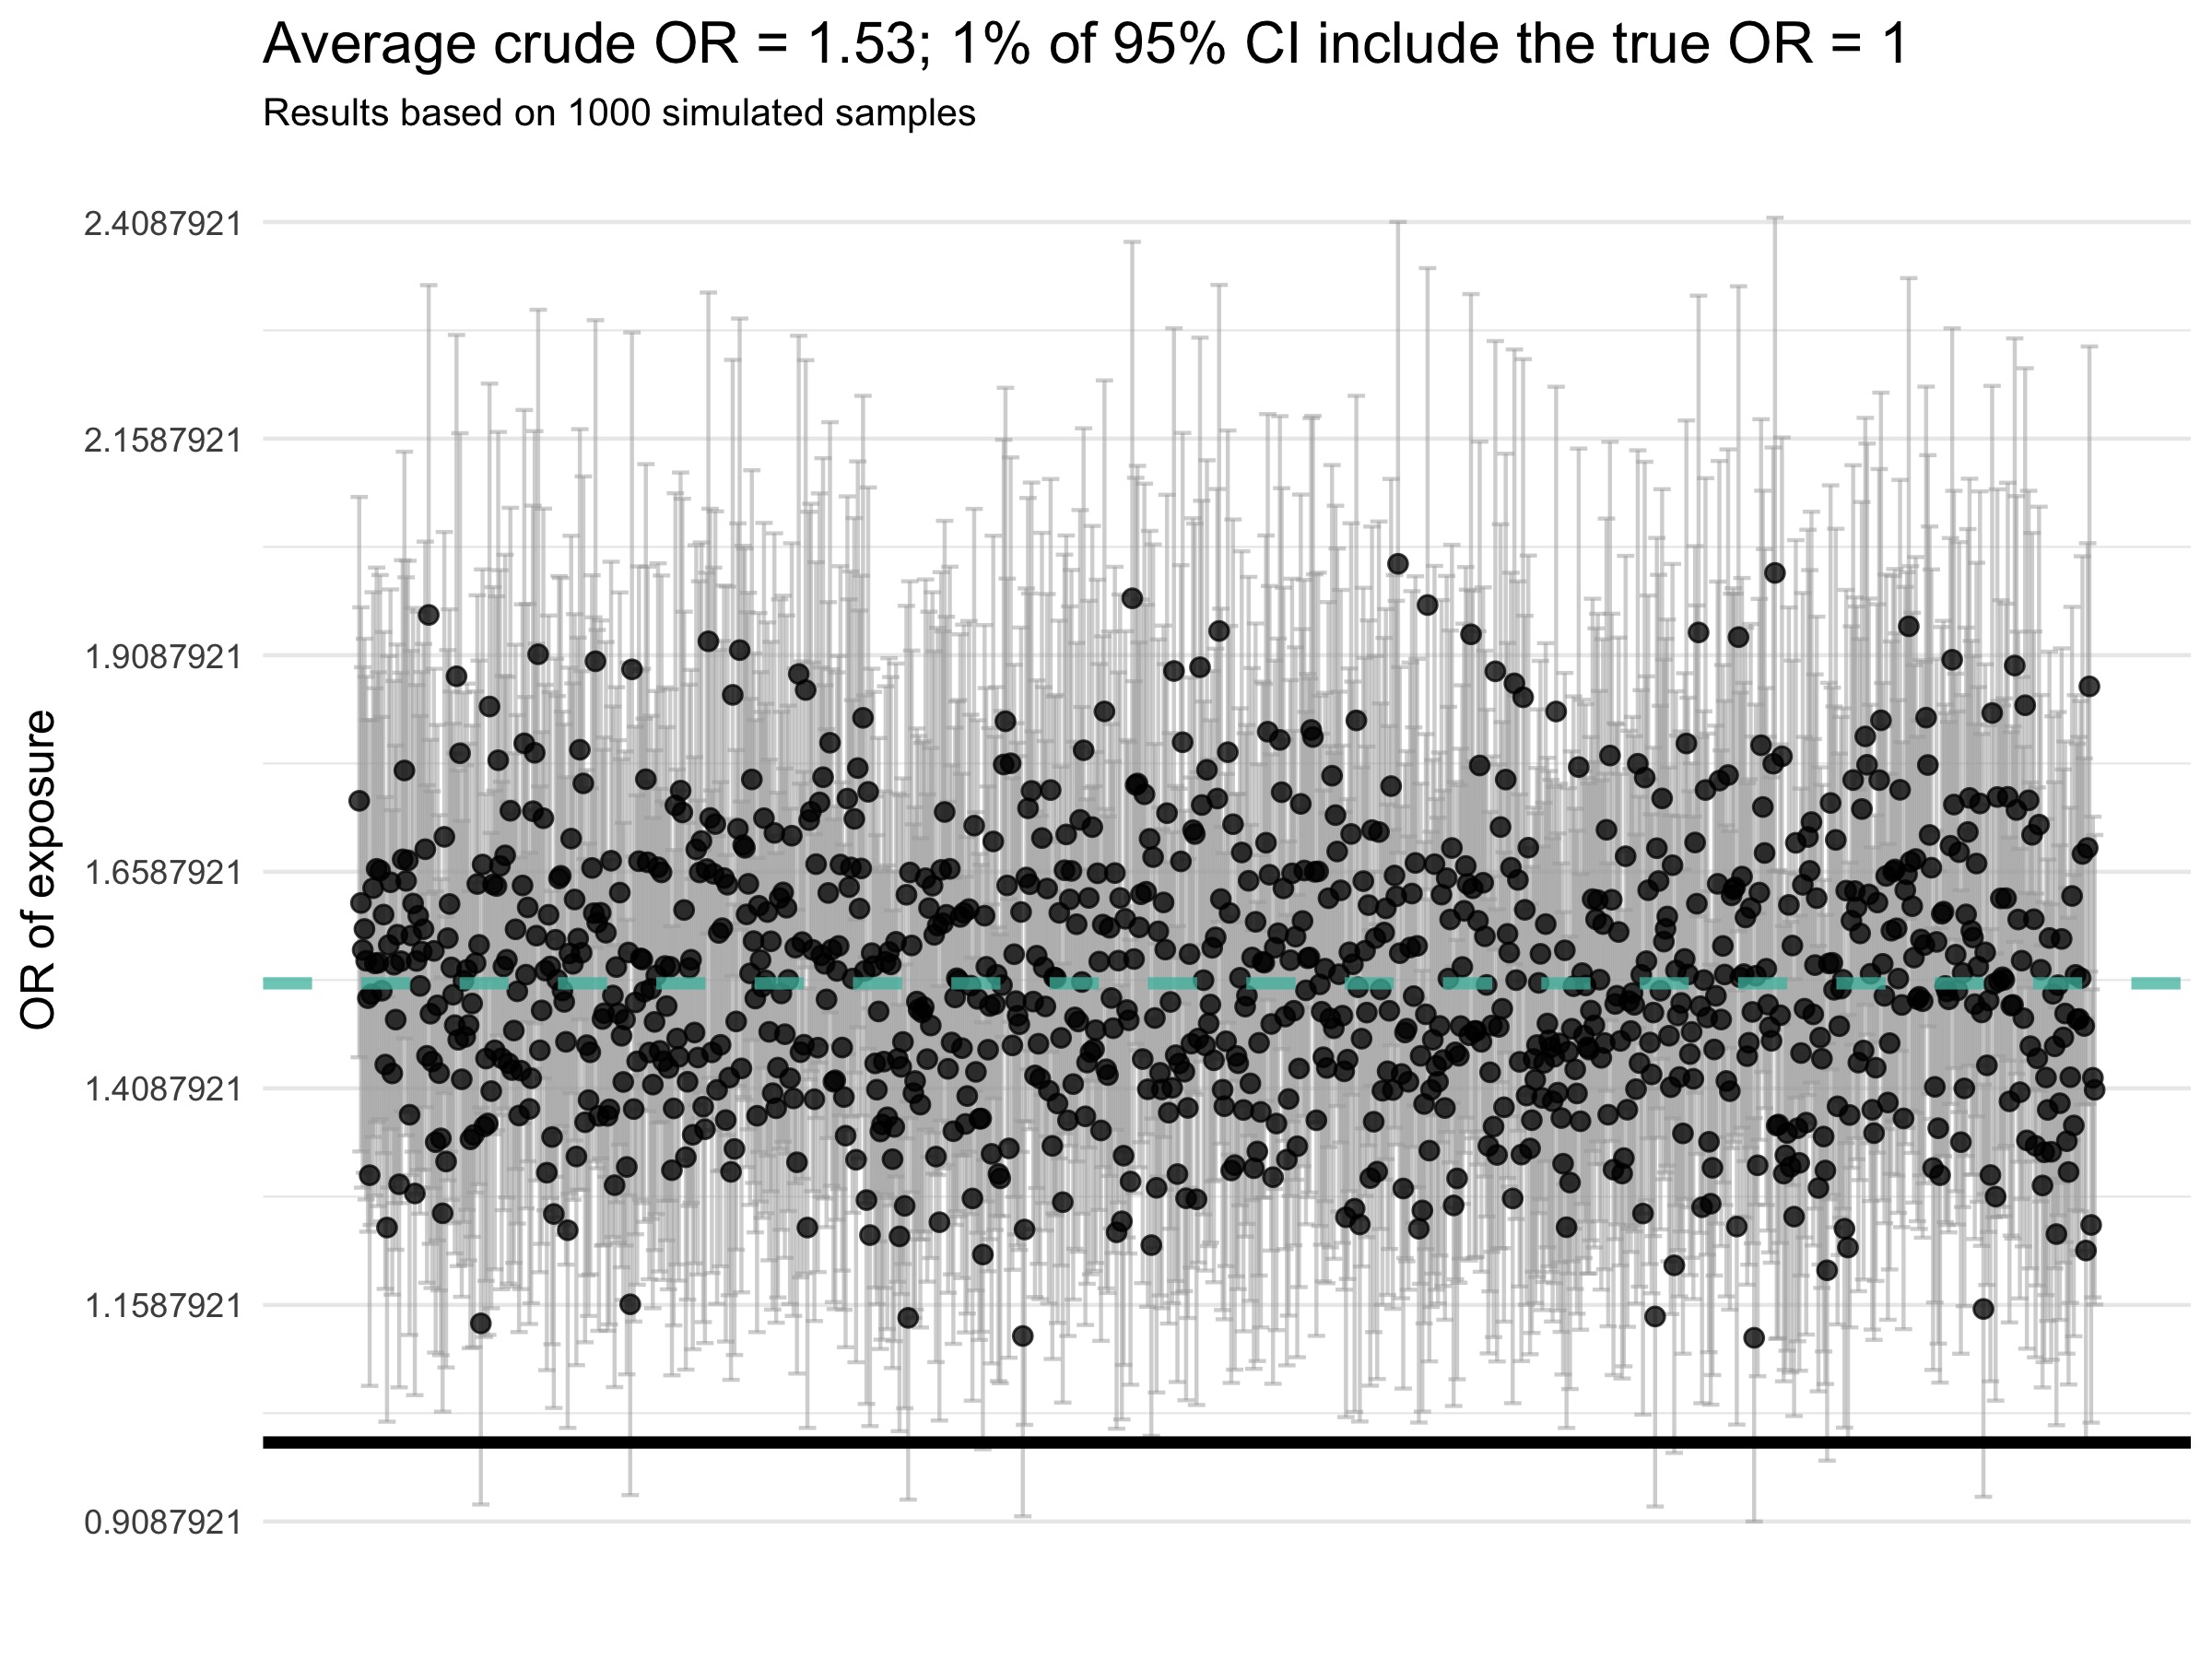 Average crude OR = 1.53; 1% of 95% CI include the true OR = 1
Results based on 1000 simulated samples
2.4087921
2.1587921
1.9087921
1.6587921
1.4087921
1.1587921
0.9087921
OR of exposure